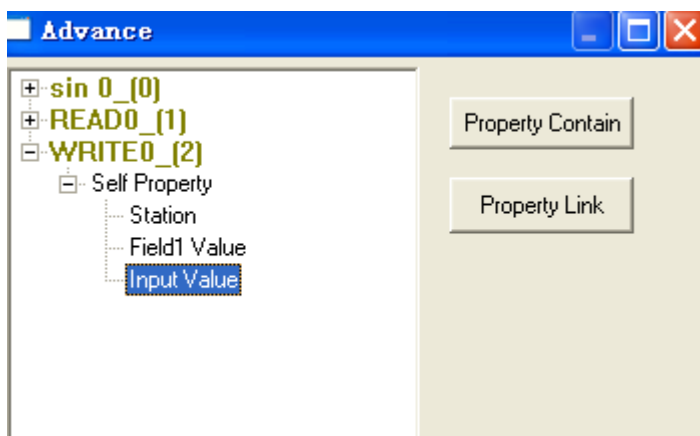 Advance
sin 0_(0)
READ0_(1)
WRITE0_(2)
Self Property
Station
Field1 Value
Input Value
Property Contain
Property Link